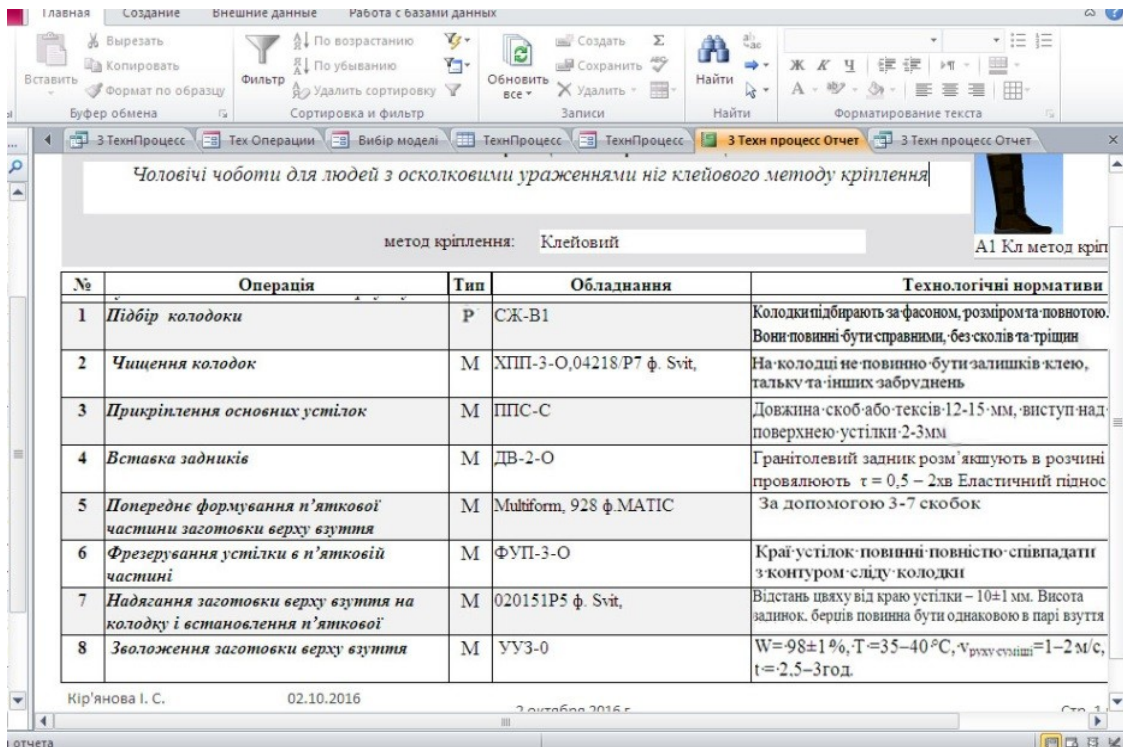 Главная Создание Внешние данные Работа с базами данных
Вырезать По возрастанию Создать
Копировать По убыванию Сохранить
Вставить Формат по образцу Фильтр Удалить сортировку Обновить все Удалить Найти Ж К Ч
Буфер обмена Сортировка и фильтр Записи Найти Форматирование текста
3 ТехнПроцесс Тех Операции Вибір моделі ТехнПроцесс ТехнПроцесс 3 Техн процесс Отчет 3 Техн процесс Отчет
Чоловічі чоботи для людей з осколковими ураженнями ніг клейового методу кріплення
метод кріплення: Клейовий
А1 Кл метод кріп
№ Операція Тип Обладнання Технологічні нормативи
1 Підбір колодоки Р СЖ-В1 Колодки підбирають за фасоном, розміром та повнотою.
Вони повинні бути справними, без сколів та тріщин
2 Чищення колодок М ХПП-3-О,04218/Р7 ф. Svit, На колодці не повинно бути залишків клею,
тальку та інших забруднень
3 Прикріплення основних устілок М ППС-С Довжина скоб або тексів 12-15 мм, виступ над
поверхнею устілки 2-3мм
4 Вставка задників М ДВ-2-О Гранітолевий задник розм'якшують в розчині
провялюють τ = 0,5 – 2хв Еластичний піднос
5 Попереднє формування п'яткової М Multiform, 928 ф.МАТІС За допомогою 3-7 скобок
частини заготовки верху взуття
6 Фрезерування устілки в п'ятковій М ФУП-3-О Краї устілок повинні повністю співпадати
частині з контуром сліду колодки
7 Надягання заготовки верху взуття на М 020151Р5 ф. Svit, Відстань цвяху від краю устілки – 10±1 мм. Висота
колодку і встановлення п'яткової задинок. берців повинна бути однаковою в парі взуття
8 Зволоження заготовки верху взуття М УУЗ-0 W= 98±1%, Т =35–40 °С, vруху суміші=1–2 м/с,
t = 2,5–3год.
Кір'янова І. С. 02.10.2016 2 октября 2016 г. Стр. 1
отчета